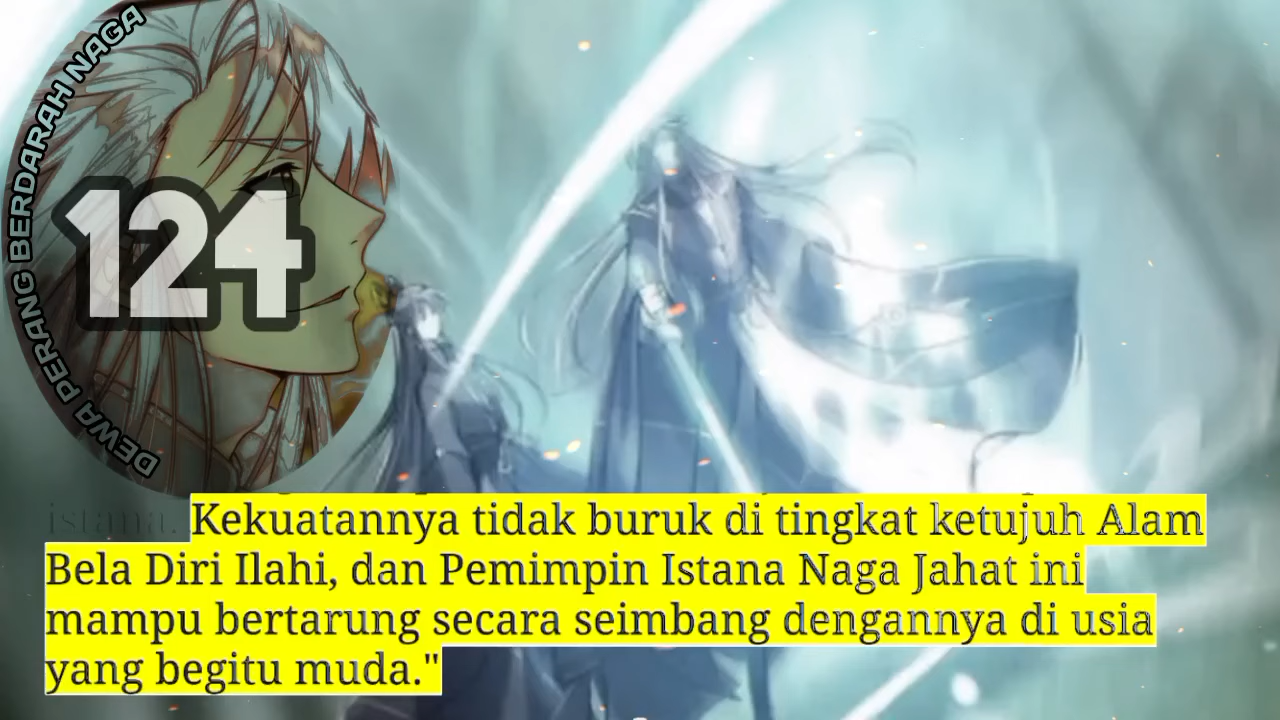 DEWA PERANG BERDARAH NAGA
124
istana. Kekuatannya tidak buruk di tingkat ketujuh Alam
Bela Diri Ilahi, dan Pemimpin Istana Naga Jahat ini
mampu bertarung secara seimbang dengannya di usia
yang begitu muda."